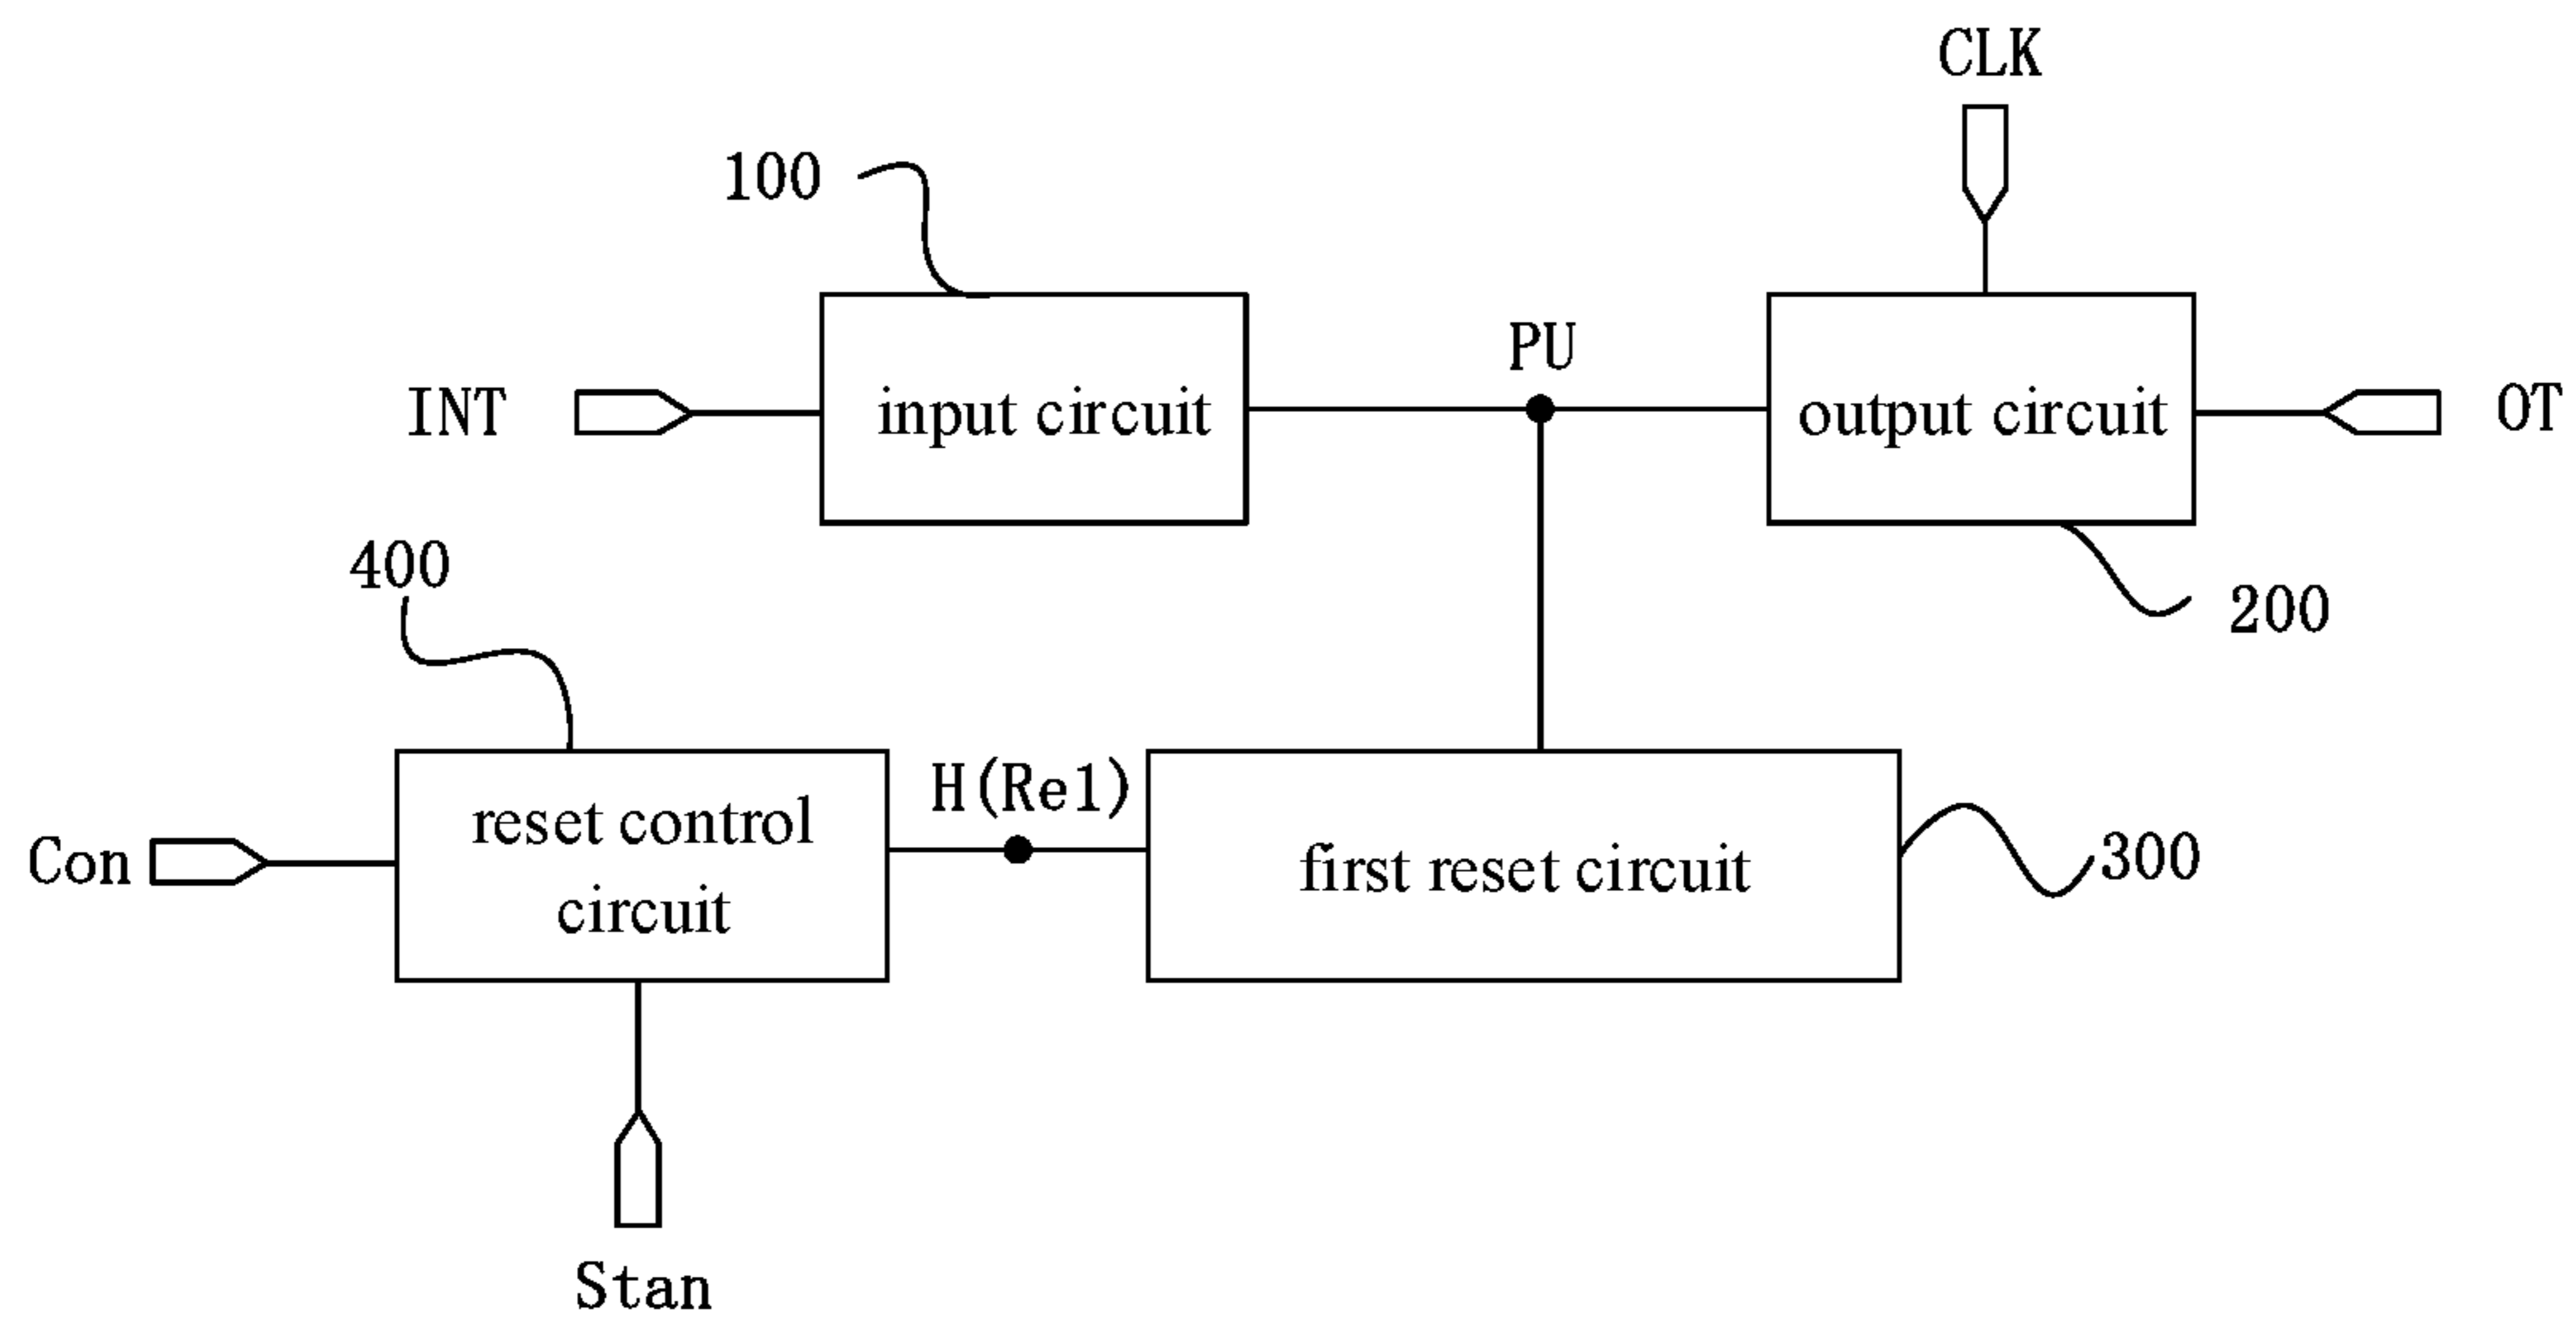 CLK
100
PU
INT
input circuit
output circuit
OT
400
200
H(Re1)
reset control
circuit
Con
first reset circuit
300
Stan